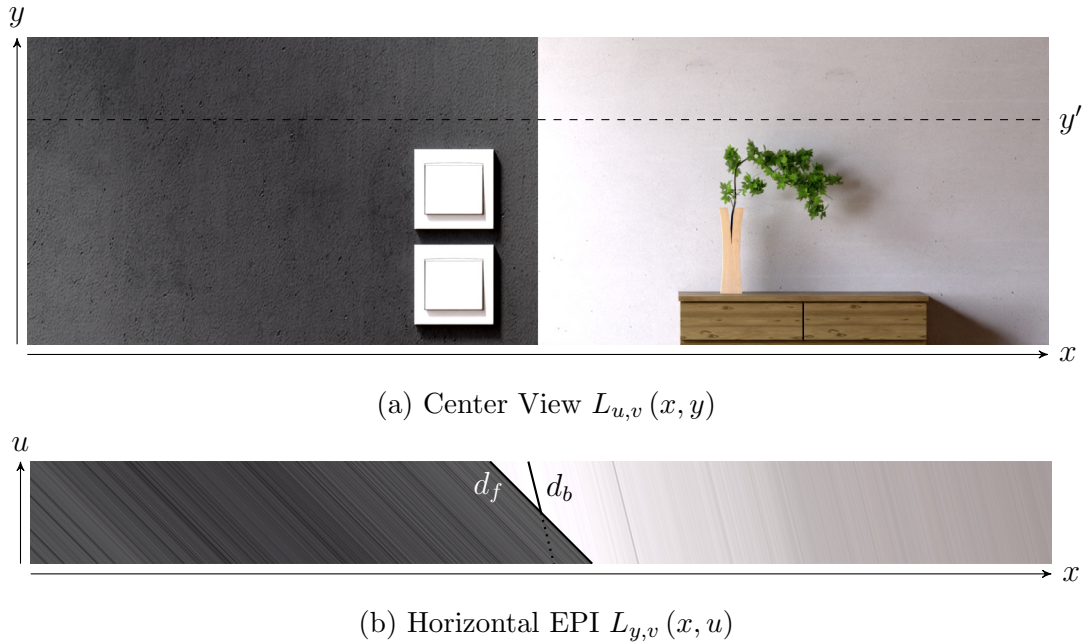 y
y′
x
(a) Center View L_{u,v} (x, y)
u
d_f
d_b
x
(b) Horizontal EPI L_{y,v} (x, u)